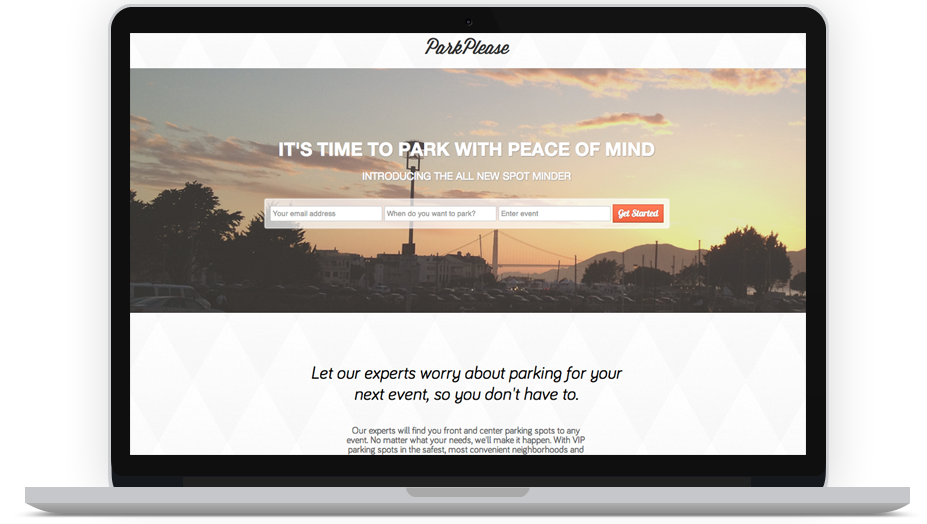 ParkPlease
IT'S TIME TO PARK WITH PEACE OF MIND
INTRODUCING THE ALL NEW SPOT MINDER
Your email address
When do you want to park?
Enter event
Get Started
Let our experts worry about parking for your
next event, so you don't have to.
Our experts will find you front and center parking spots to any
event. No matter what your needs, we'll make it happen. With VIP
parking spots in the safest, most convenient neighborhoods and